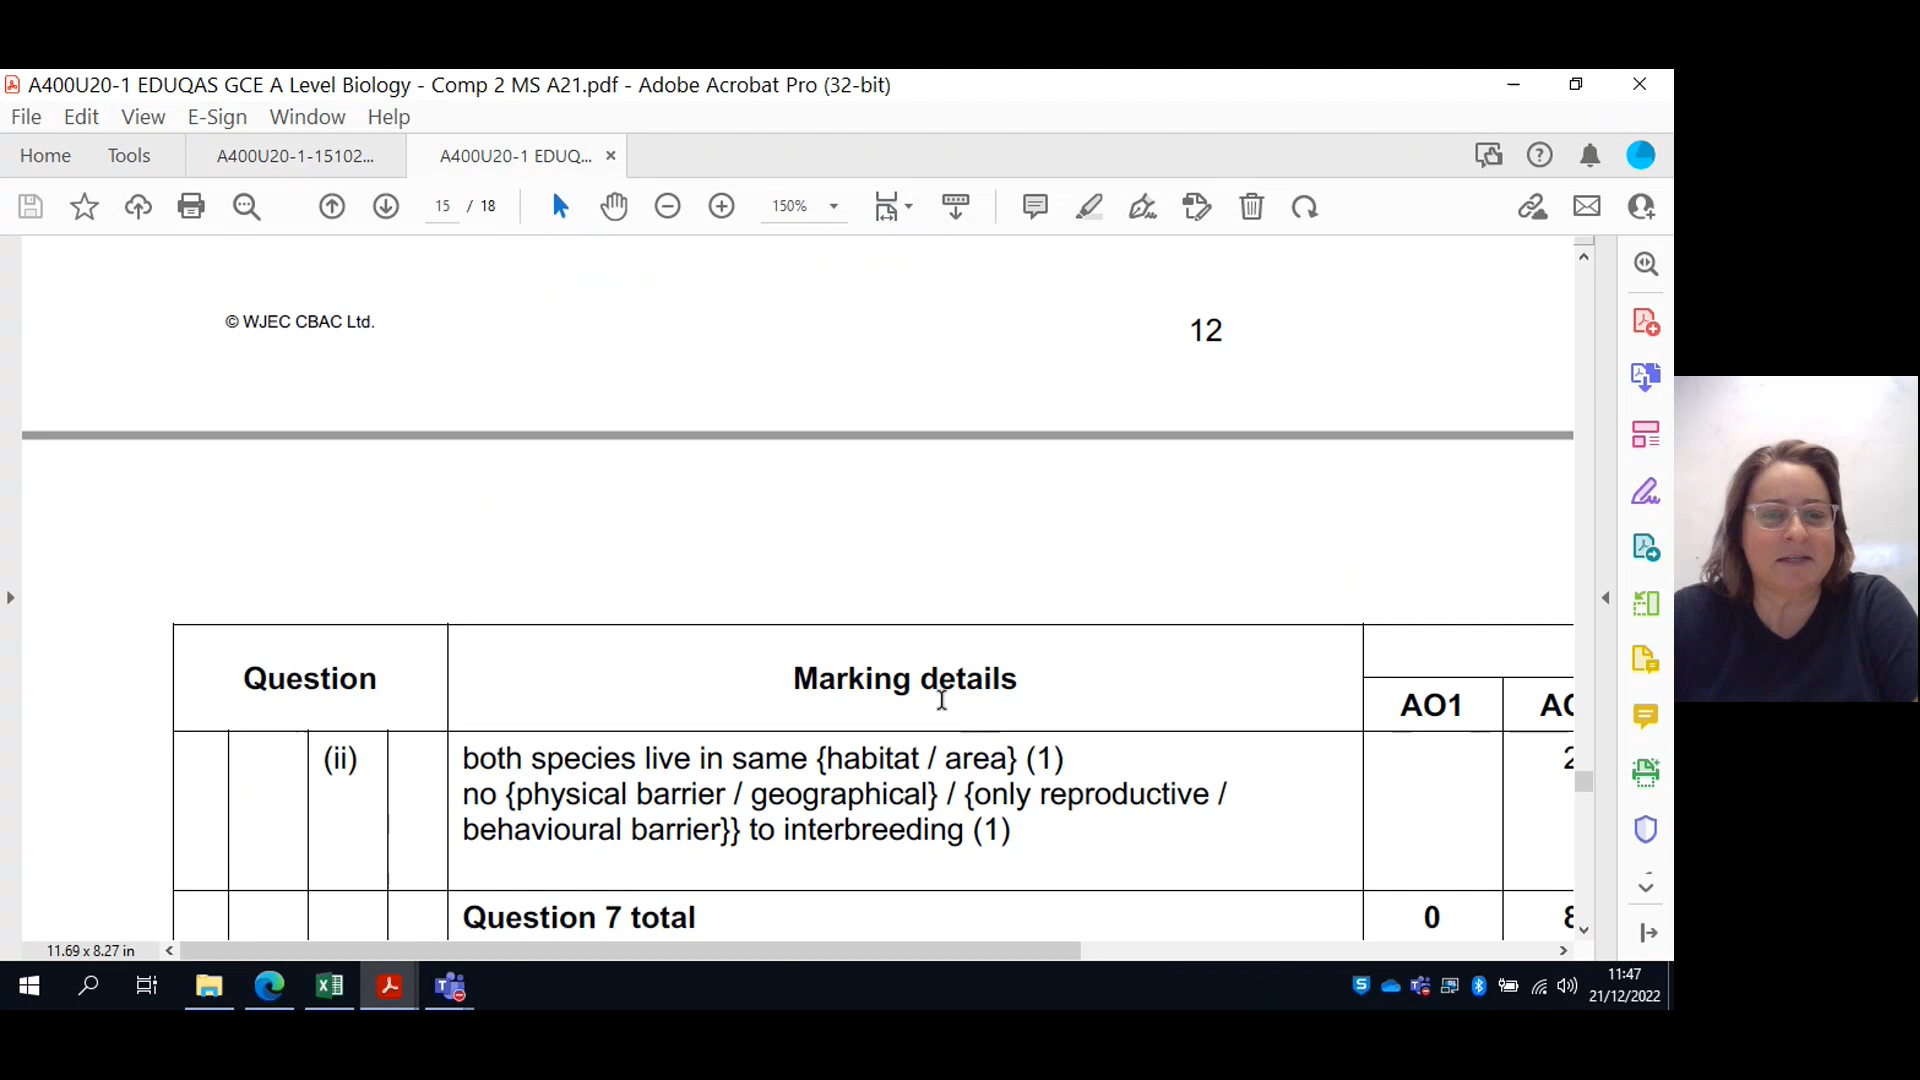 A400U20-1 EDUQAS GCE A Level Biology - Comp 2 MS A21.pdf - Adobe Acrobat Pro (32-bit)
File Edit View E-Sign Window Help
Home Tools A400U20-1-15102... A400U20-1 EDUQ... ×
15 / 18 150%
© WJEC CBAC Ltd. 12
Question Marking details
AO1 AO
(ii) both species live in same {habitat / area} (1) 2
no {physical barrier / geographical} / {only reproductive /
behavioural barrier}} to interbreeding (1)
Question 7 total 0 8
11.69 x 8.27 in
11:47
21/12/2022